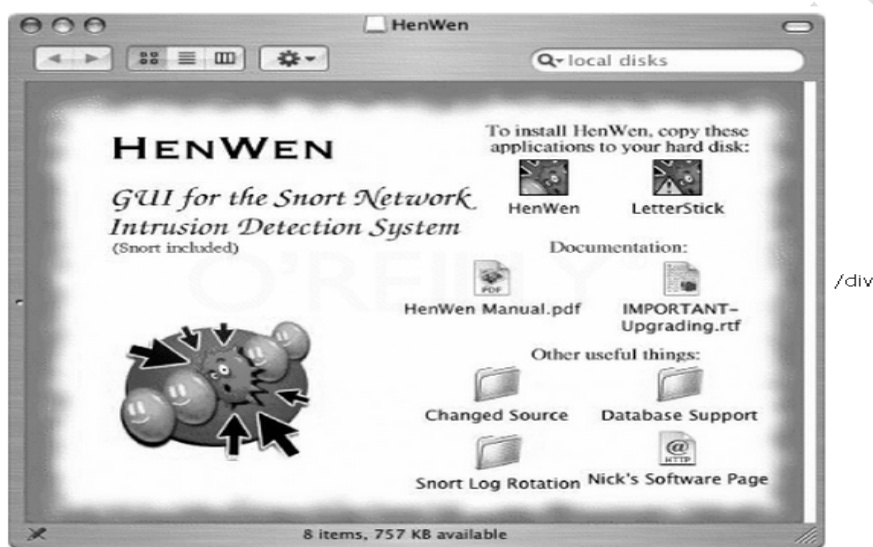 HenWen
local disks
HENWEN
GUI for the Snort Network
Intrusion Detection System
(Snort included)
To install HenWen, copy these
applications to your hard disk:
HenWen
LetterStick
Documentation:
PDF
HenWen Manual.pdf
IMPORTANT-
Upgrading.rtf
Other useful things:
Changed Source
Database Support
@
HTTP
Snort Log Rotation
Nick's Software Page
O'REILLY
8 items, 757 KB available
/div